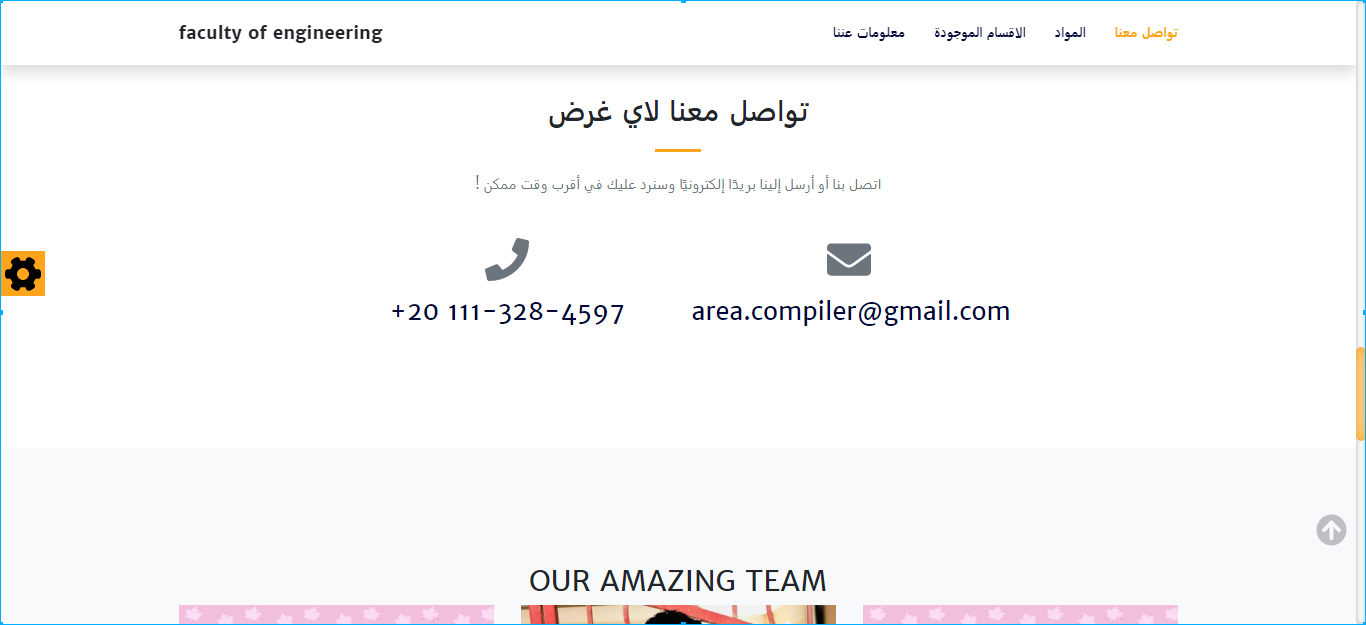 faculty of engineering
تواصل معنا
المواد
الاقسام الموجودة
معلومات عننا
تواصل معنا لاي غرض
اتصل بنا أو أرسل إلينا بريدًا إلكترونيًا وسنرد عليك في أقرب وقت ممكن !
+20 111-328-4597
area.compiler@gmail.com
OUR AMAZING TEAM